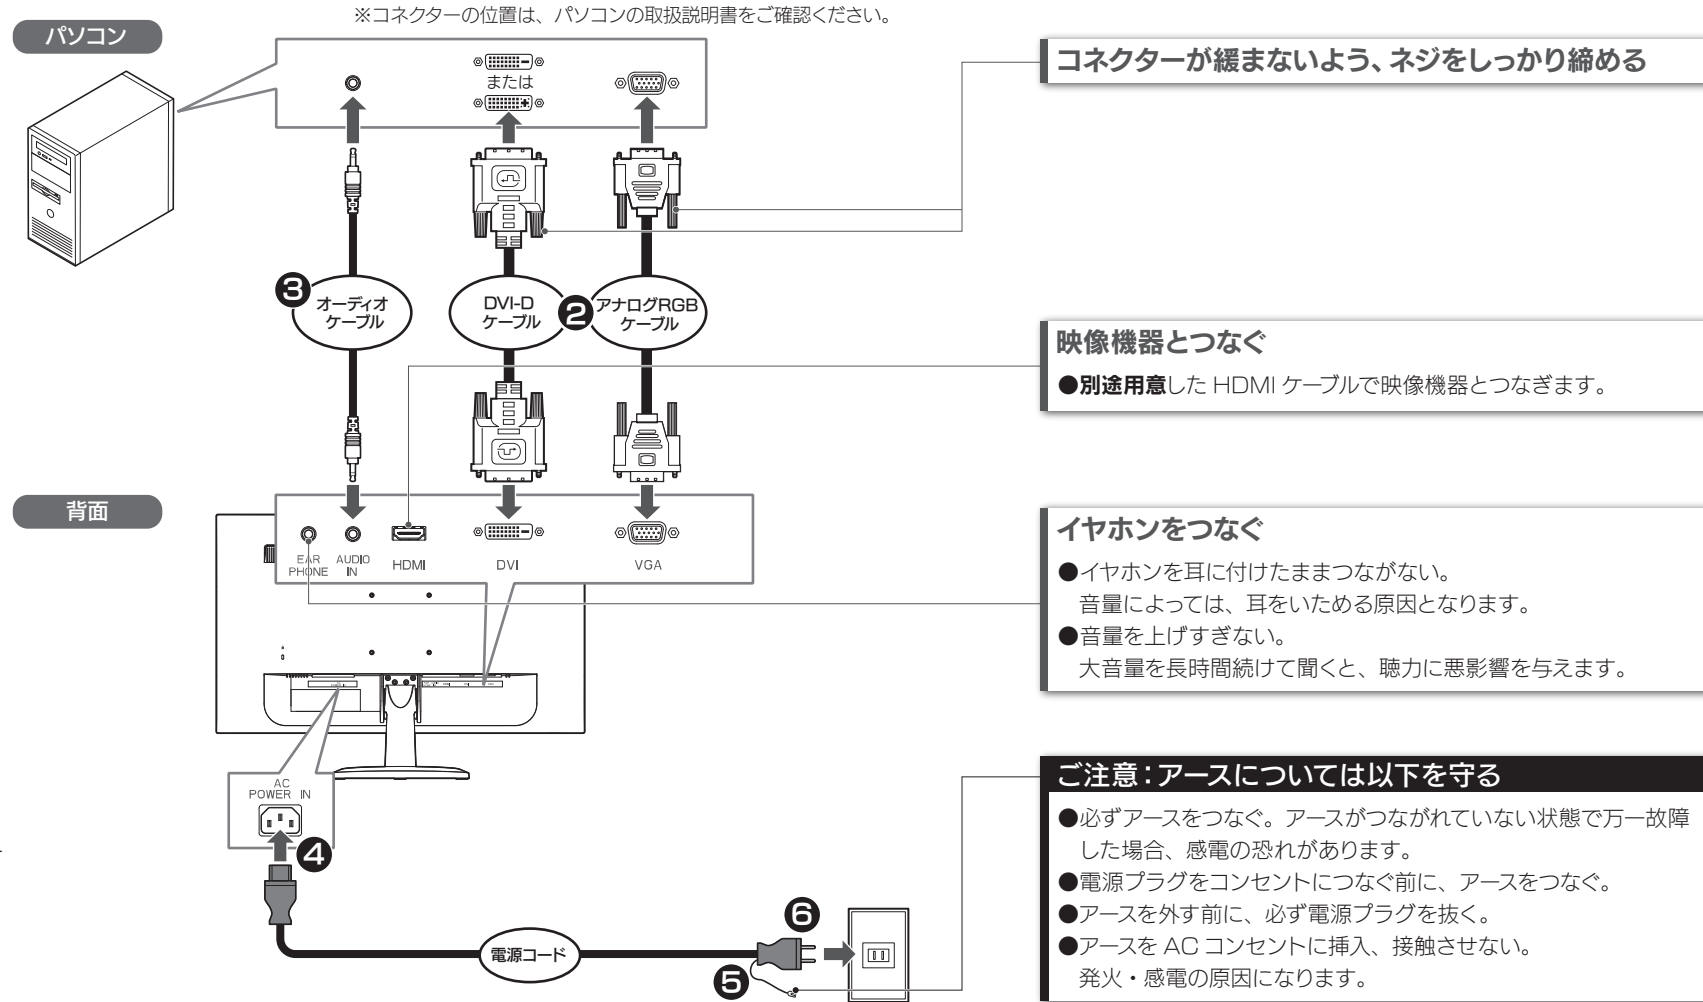 ※コネクターの位置は、パソコンの取扱説明書をご確認ください。
パソコン
または
コネクターが緩まないよう、ネジをしっかり締める
❸
オーディオ
ケーブル
DVI-D
ケーブル
❷
アナログRGB
ケーブル
映像機器とつなぐ
●別途用意した HDMI ケーブルで映像機器とつなぎます。
背面
EAR
PHONE
AUDIO
IN
HDMI
DVI
VGA
イヤホンをつなぐ
●イヤホンを耳に付けたままつながない。
音量によっては、耳をいためる原因となります。
●音量を上げすぎない。
大音量を長時間続けて聞くと、聴力に悪影響を与えます。
AC
POWER IN
❹
電源コード
❺
❻
ご注意：アースについては以下を守る
●必ずアースをつなぐ。アースがつながれていない状態で万一故障
した場合、感電の恐れがあります。
●電源プラグをコンセントにつなぐ前に、アースをつなぐ。
●アースを外す前に、必ず電源プラグを抜く。
●アースを AC コンセントに挿入、接触させない。
発火・感電の原因になります。